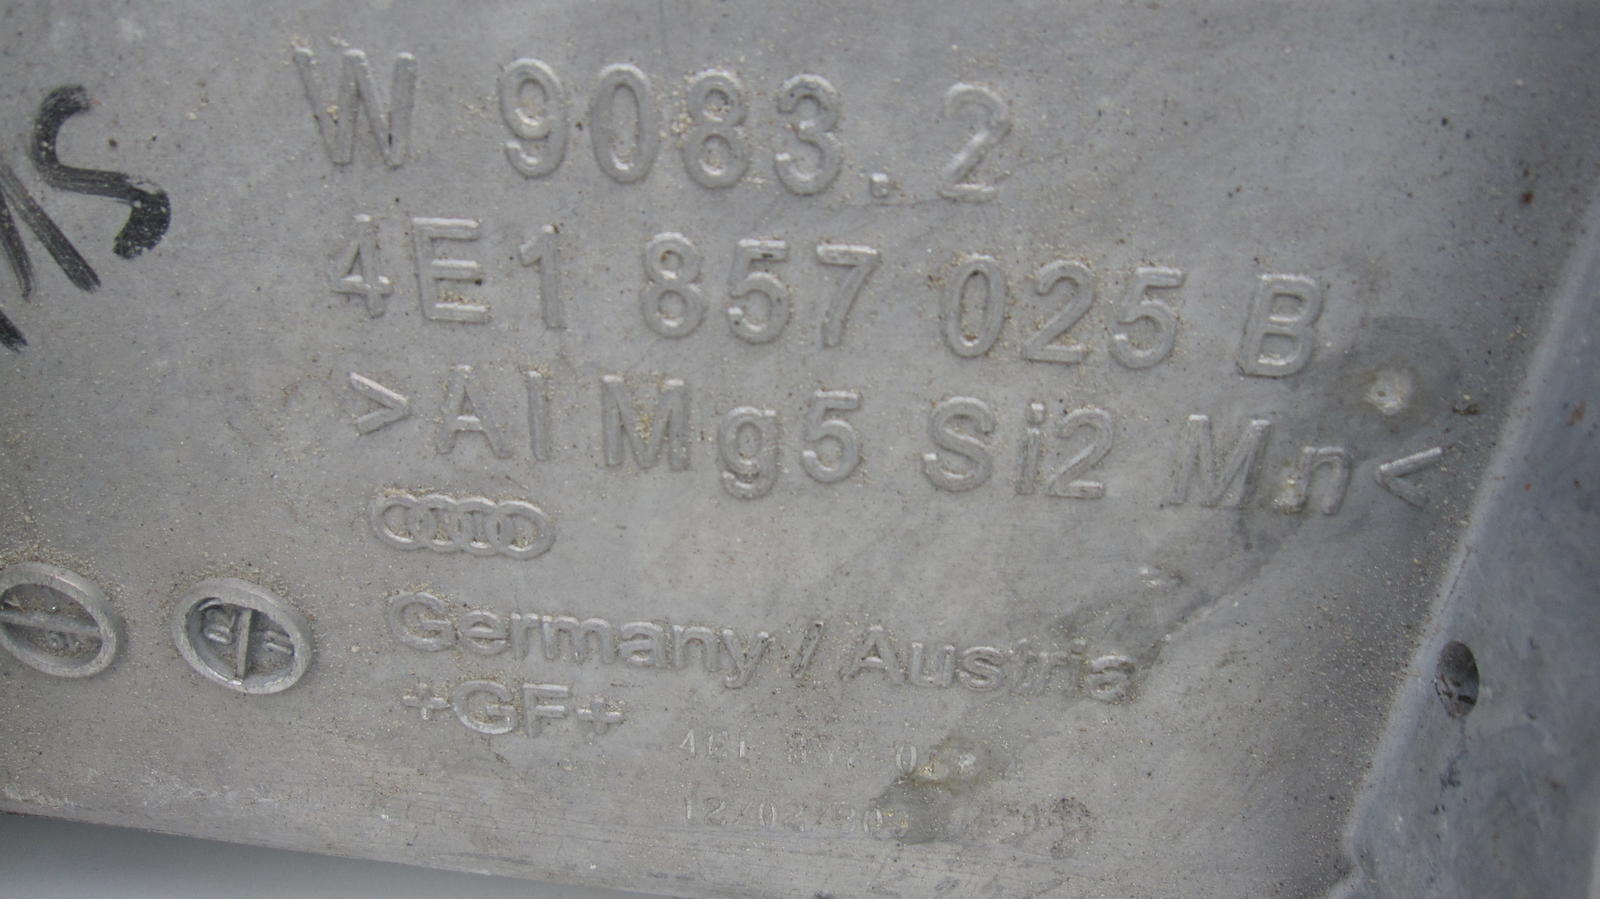 W 9083.2
4E1 857 025 B
>Al Mg5 Si2 Mn<
Germany / Austria
+GF+